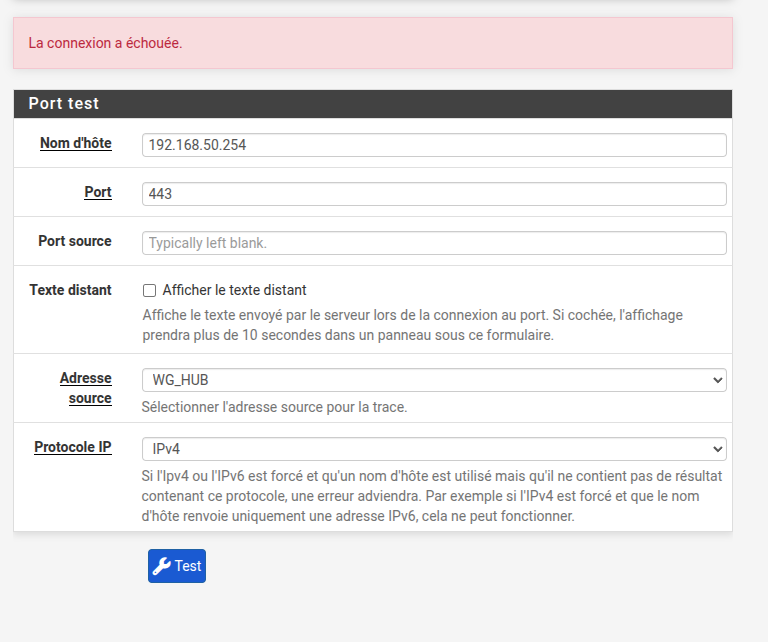 La connexion a échouée.
Port test
Nom d'hôte
192.168.50.254
Port
443
Port source
Typically left blank.
Texte distant
Afficher le texte distant
Affiche le texte envoyé par le serveur lors de la connexion au port. Si cochée, l'affichage
prendra plus de 10 secondes dans un panneau sous ce formulaire.
Adresse
source
WG_HUB
Sélectionner l'adresse source pour la trace.
Protocole IP
IPv4
Si l'Ipv4 ou l'IPv6 est forcé et qu'un nom d'hôte est utilisé mais qu'il ne contient pas de résultat
contenant ce protocole, une erreur adviendra. Par exemple si l'IPv4 est forcé et que le nom
d'hôte renvoie uniquement une adresse IPv6, cela ne peut fonctionner.
Test